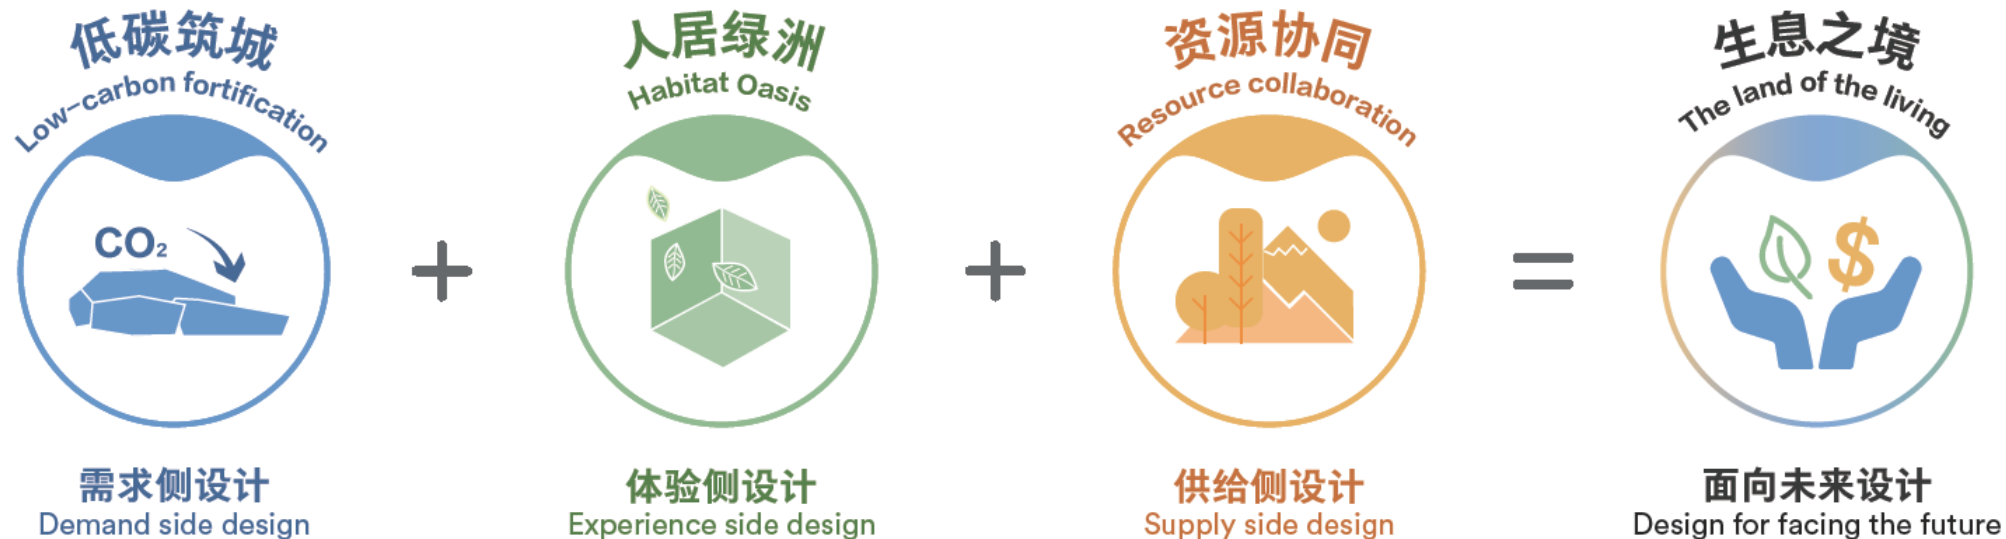 低碳筑城
Low-carbon fortification
CO₂
需求侧设计
Demand side design
+
人居绿洲
Habitat Oasis
体验侧设计
Experience side design
+
资源协同
Resource collaboration
供给侧设计
Supply side design
=
生息之境
The land of the living
$
面向未来设计
Design for facing the future